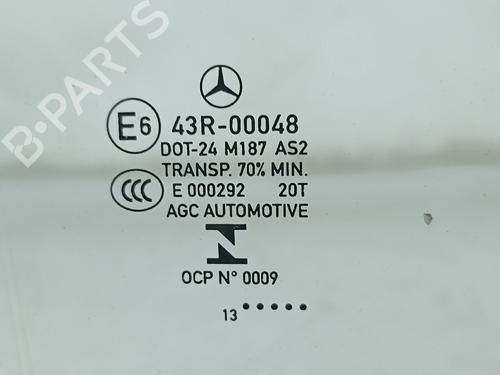 B-PARTS
E6 43R-00048
DOT-24 M187 AS2
TRANSP. 70% MIN.
CCC E 000292 20T
AGC AUTOMOTIVE
N
OCP N° 0009
13 •••••
B-PARTS